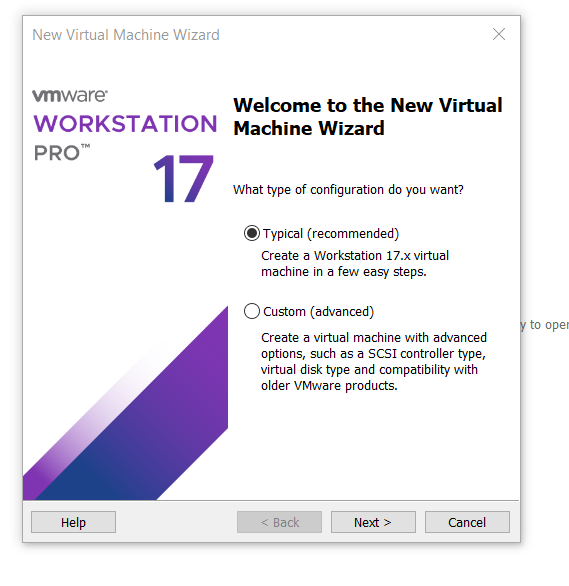 New Virtual Machine Wizard
vmware®
WORKSTATION
PRO™
17
Welcome to the New Virtual
Machine Wizard
What type of configuration do you want?
Typical (recommended)
Create a Workstation 17.x virtual
machine in a few easy steps.
Custom (advanced)
Create a virtual machine with advanced
options, such as a SCSI controller type,
virtual disk type and compatibility with
older VMware products.
y to oper
Help
< Back
Next >
Cancel